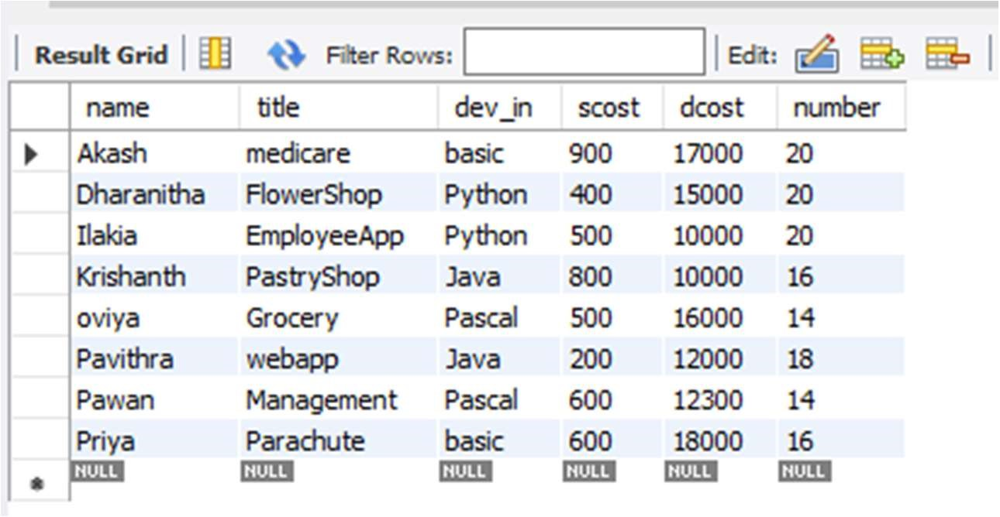 Result Grid Filter Rows: Edit:
name title dev_in scost dcost number
Akash medicare basic 900 17000 20
Dharanitha FlowerShop Python 400 15000 20
Ilakia EmployeeApp Python 500 10000 20
Krishanth PastryShop Java 800 10000 16
oviya Grocery Pascal 500 16000 14
Pavithra webapp Java 200 12000 18
Pawan Management Pascal 600 12300 14
Priya Parachute basic 600 18000 16
NULL NULL NULL NULL NULL NULL